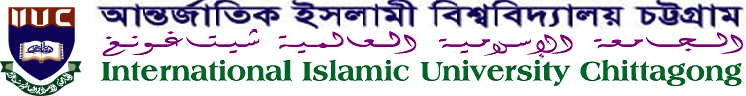 IIUC
আন্তর্জাতিক ইসলামী বিশ্ববিদ্যালয় চট্টগ্রাম
الجامعة الإسلامية العالمية شيتاغونغ
International Islamic University Chittagong